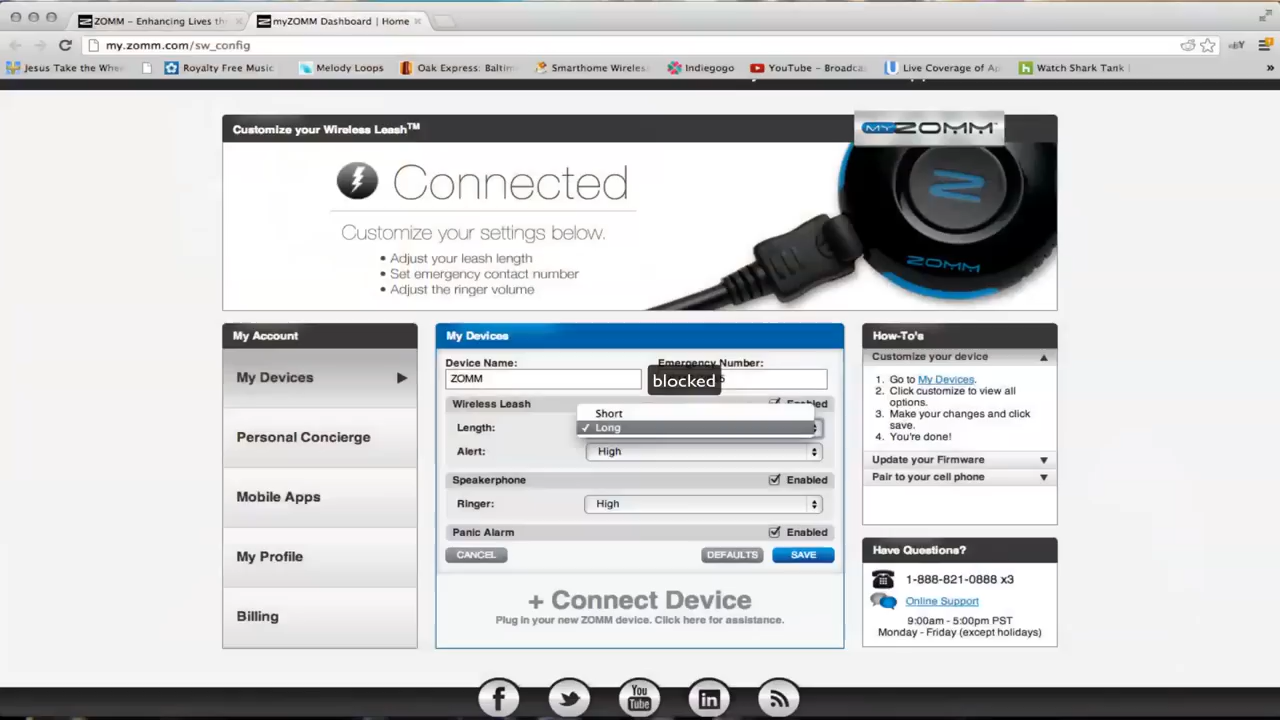 ZOMM – Enhancing Lives th
myZOMM Dashboard | Home
my.zomm.com/sw_config
Jesus Take the Whe
Royalty Free Music
Melody Loops
Oak Express: Baltim
Smarthome Wireles
Indiegogo
YouTube - Broadca
Live Coverage of Ap
Watch Shark Tank |
»
Customize your Wireless Leash™
MYZOMM
Connected
Customize your settings below.
• Adjust your leash length
• Set emergency contact number
• Adjust the ringer volume
Z
ZOMM
My Account
My Devices
Personal Concierge
Mobile Apps
My Profile
Billing
My Devices
Device Name:
Emergency Number:
ZOMM
blocked
5
Wireless Leash
Enabled
Length:
Short
✓ Long
Alert:
High
Speakerphone
Enabled
Ringer:
High
Panic Alarm
Enabled
CANCEL
DEFAULTS
SAVE
+ Connect Device
Plug in your new ZOMM device. Click here for assistance.
How-To's
Customize your device
1. Go to My Devices.
2. Click customize to view all
options.
3. Make your changes and click
save.
4. You're done!
Update your Firmware
Pair to your cell phone
Have Questions?
1-888-821-0888 x3
Online Support
9:00am - 5:00pm PST
Monday - Friday (except holidays)
f
You
Tube
in